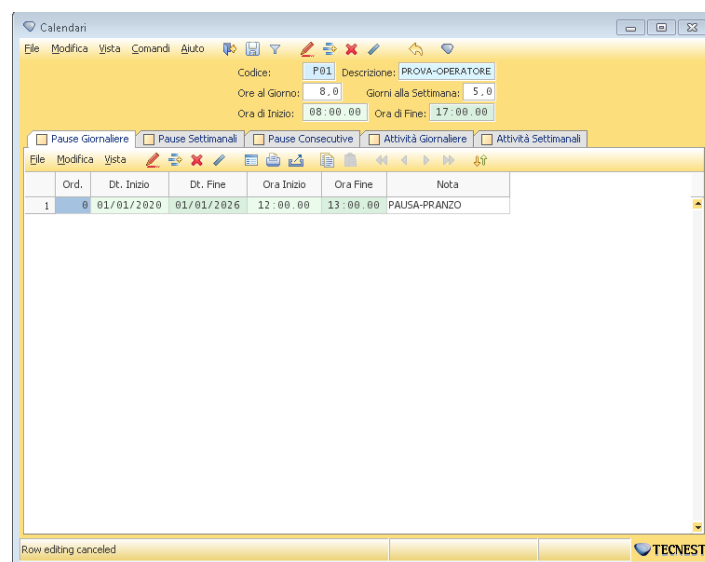 Calendari
File Modifica Vista Comandi Aiuto
Codice: P01 Descrizione: PROVA-OPERATORE
Ore al Giorno: 8,0 Giorni alla Settimana: 5,0
Ora di Inizio: 08:00.00 Ora di Fine: 17:00.00
Pause Giornaliere Pause Settimanali Pause Consecutive Attività Giornaliere Attività Settimanali
File Modifica Vista
Ord. Dt. Inizio Dt. Fine Ora Inizio Ora Fine Nota
1 0 01/01/2020 01/01/2026 12:00.00 13:00.00 PAUSA-PRANZO
Row editing canceled TECNEST